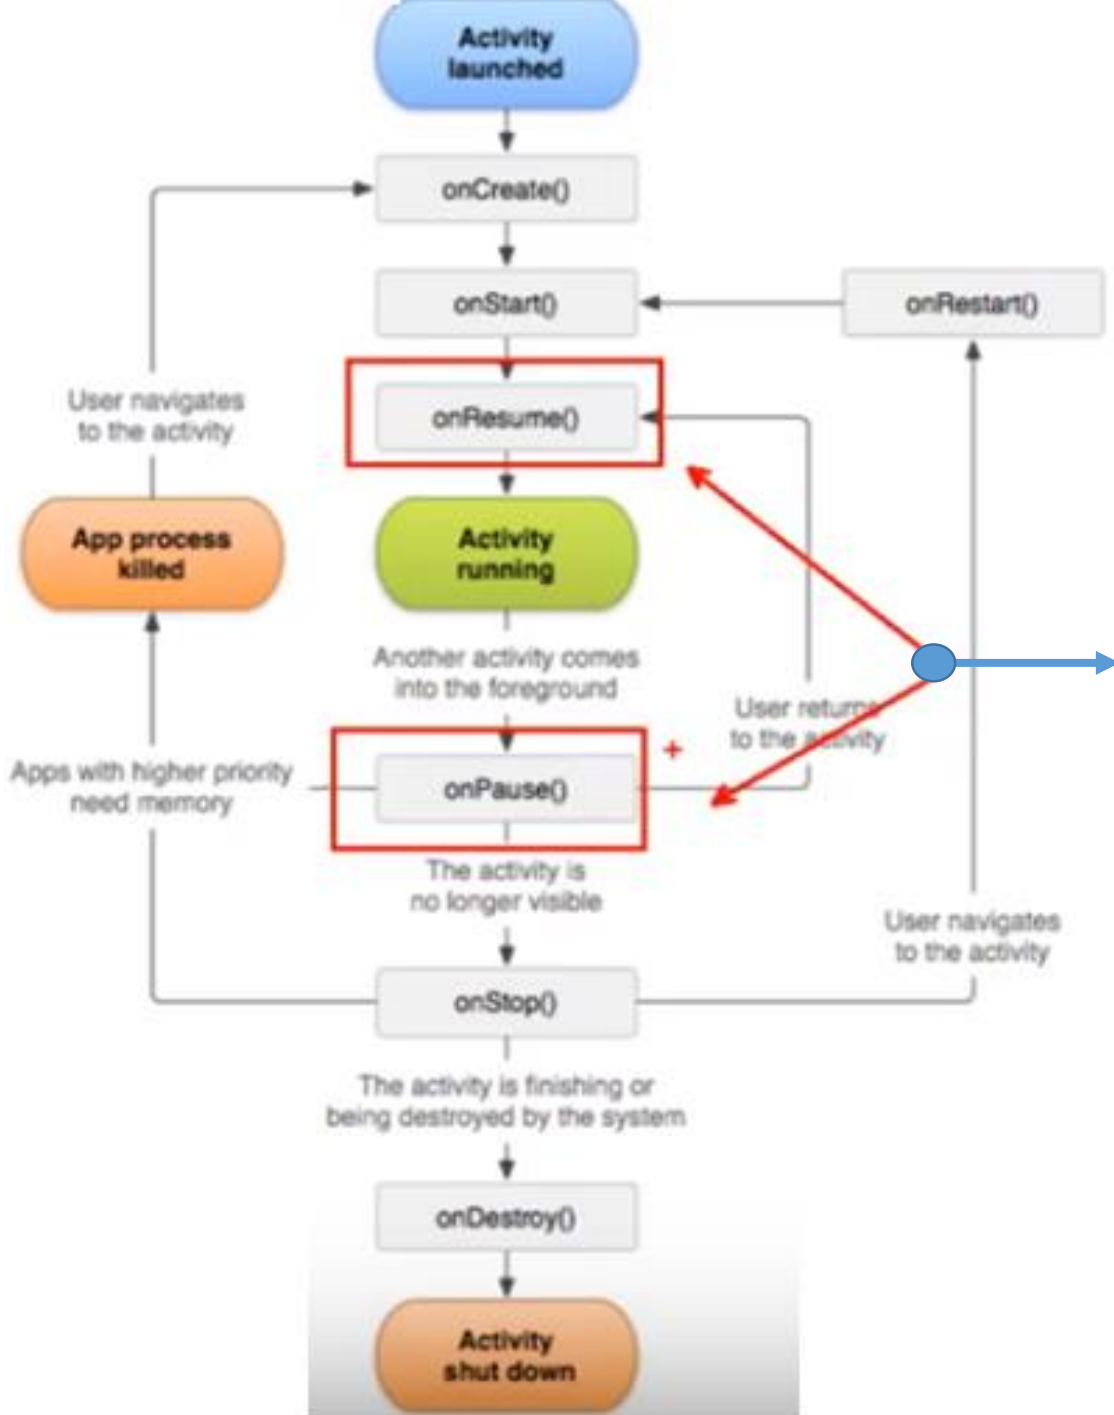 Activity
launched
onCreate()
onStart()
onRestart()
onResume()
User navigates
to the activity
App process
killed
Activity
running
Another activity comes
into the foreground
User returns
to the activity
+
Apps with higher priority
need memory
onPause()
The activity is
no longer visible
User navigates
to the activity
onStop()
The activity is finishing or
being destroyed by the system
onDestroy()
Activity
shut down